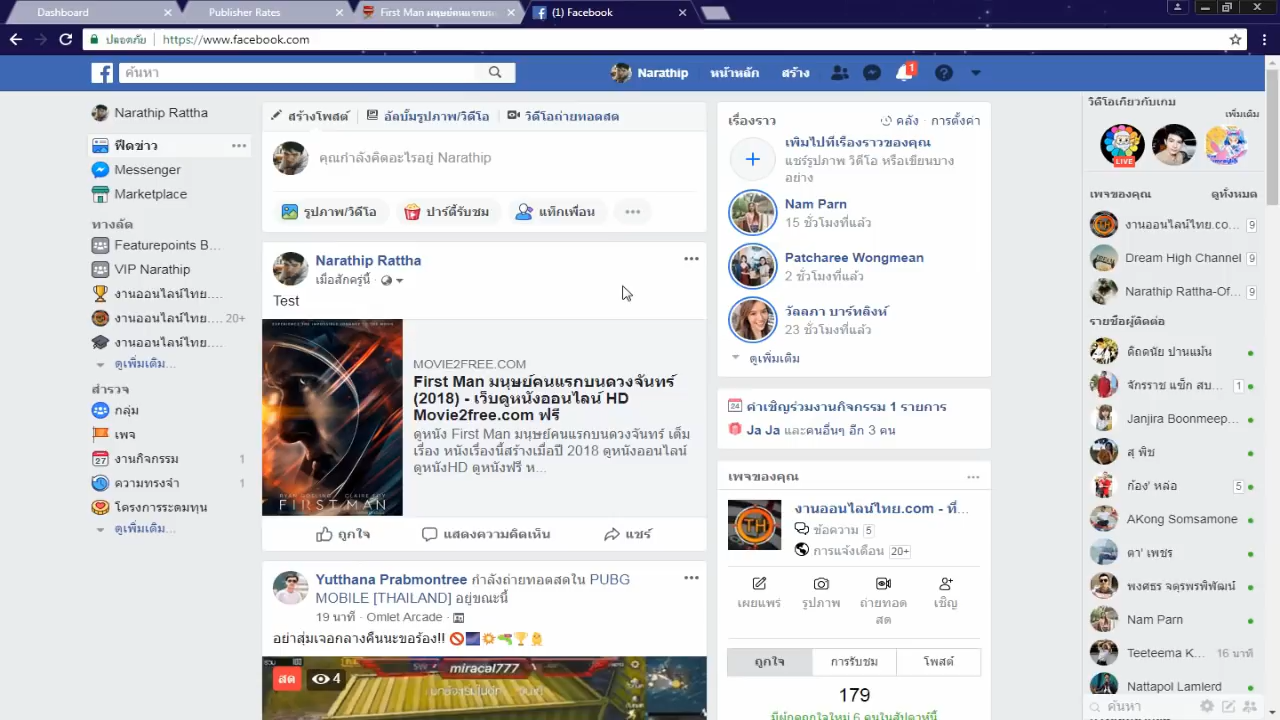 Dashboard
Publisher Rates
First Man มนุษย์คนแรกบนด
(1) Facebook
ปลอดภัย
https://www.facebook.com
ค้นหา
Narathip
หน้าหลัก
สร้าง
1
Narathip Rattha
ฟีดข่าว
Messenger
Marketplace
ทางลัด
Featurepoints B...
VIP Narathip
งานออนไลน์ไทย....
งานออนไลน์ไทย.... 20+
งานออนไลน์ไทย....
ดูเพิ่มเติม...
สำรวจ
กลุ่ม
เพจ
งานกิจกรรม 1
ความทรงจำ 1
โครงการระดมทุน
ดูเพิ่มเติม...
สร้างโพสต์
อัลบั้มรูปภาพ/วิดีโอ
วิดีโอถ่ายทอดสด
คุณกำลังคิดอะไรอยู่ Narathip
รูปภาพ/วิดีโอ
ปาร์ตี้รับชม
แท็กเพื่อน
Narathip Rattha
เมื่อสักครู่นี้
Test
EXPERIENCE THE IMPOSSIBLE JOURNEY TO THE MOON
RYAN GOSLING CLAIRE FOY
FIRST MAN
MOVIE2FREE.COM
First Man มนุษย์คนแรกบนดวงจันทร์
(2018) - เว็บดูหนังออนไลน์ HD
Movie2free.com ฟรี
ดูหนัง First Man มนุษย์คนแรกบนดวงจันทร์ เต็ม
เรื่อง หนังเรื่องนี้สร้างเมื่อปี 2018 ดูหนังออนไลน์
ดูหนังHD ดูหนังฟรี ห...
ถูกใจ
แสดงความคิดเห็น
แชร์
Yutthana Prabmontree กำลังถ่ายทอดสดใน PUBG
MOBILE [THAILAND] อยู่ขณะนี้
19 นาที · Omlet Arcade ·
อย่าสุ่มเจอกลางคืนนะขอร้อง!!
miracal777
สด
4
เรื่องราว
คลัง · การตั้งค่า
เพิ่มไปที่เรื่องราวของคุณ
แชร์รูปภาพ วิดีโอ หรือเขียนบาง
อย่าง
Nam Parn
15 ชั่วโมงที่แล้ว
Patcharee Wongmean
2 ชั่วโมงที่แล้ว
วัลลภา บาร์ทลิงห์
23 ชั่วโมงที่แล้ว
ดูเพิ่มเติม
คำเชิญร่วมงานกิจกรรม 1 รายการ
Ja Ja และคนอื่นๆ อีก 3 คน
เพจของคุณ
งานออนไลน์ไทย.com - ที่...
ข้อความ 5
การแจ้งเตือน 20+
เผยแพร่
รูปภาพ
ถ่ายทอด
สด
เชิญ
ถูกใจ
การรับชม
โพสต์
179
มีผู้กดถูกใจใหม่ 6 คนในสัปดาห์นี้
วิดีโอเกี่ยวกับเกม
เพิ่มเติม
LIVE
เพจของคุณ
ดูทั้งหมด
งานออนไลน์ไทย.co... 9
Dream High Channel 9
Narathip Rattha-Of... 9
รายชื่อผู้ติดต่อ
ดิถดนัย ปานแม้น
จักรราช แซ็ก สบ... 1
Janjira Boonmeep...
สุ พิช
ก้อง' หล่อ 5
AKong Somsamone
ตา' เพชร
พงศธร จตุรพรพิพัฒน์
Nam Parn
Teeteema K... 16 นาที
Nattapol Lamlerd
ค้นหา